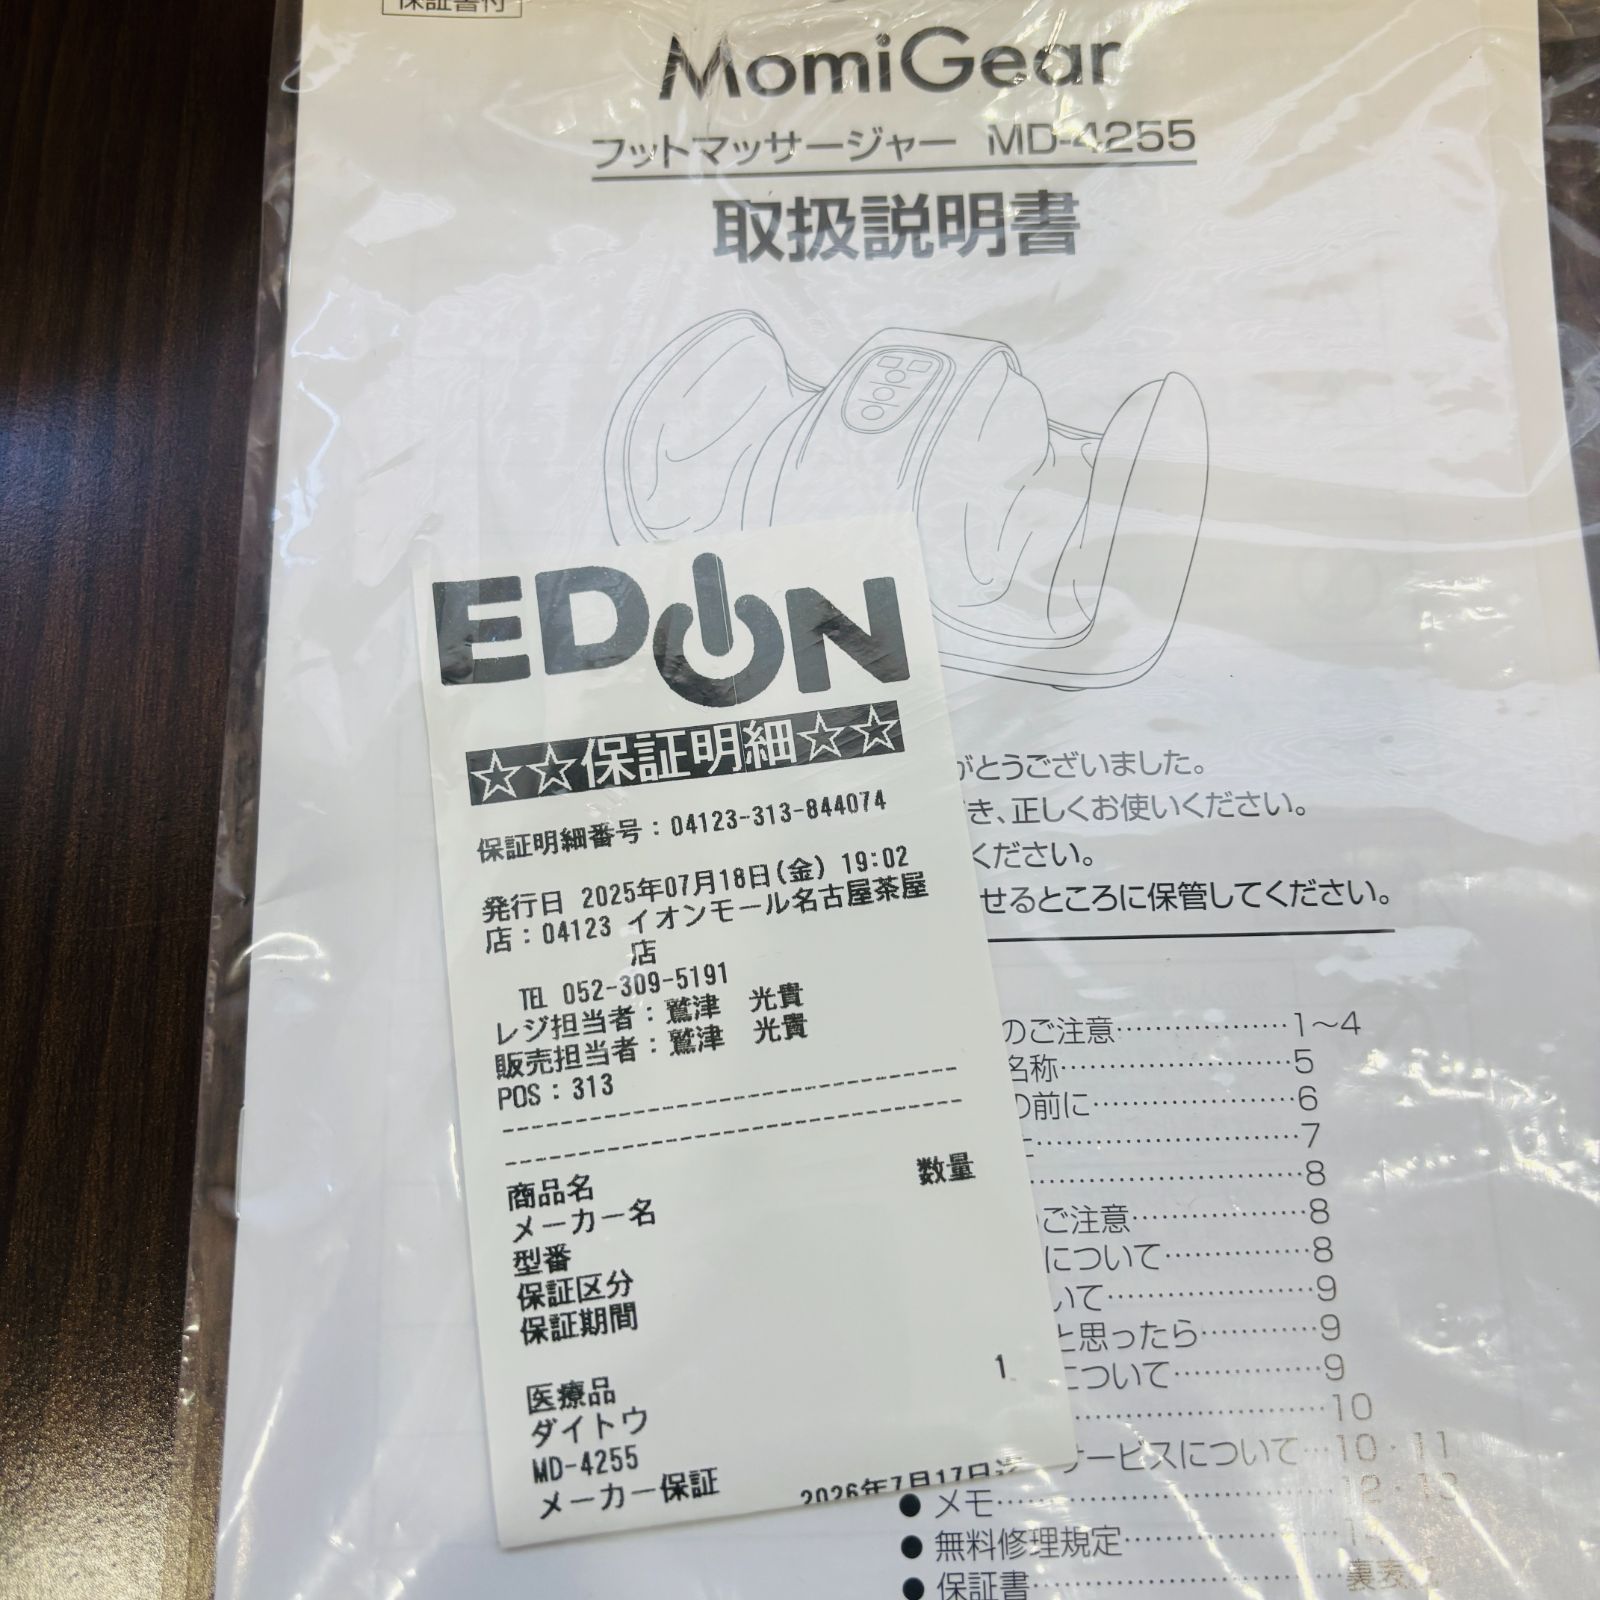 保証書付
MomiGear
フットマッサージャー MD-4255
取扱説明書
がとうございました。
き、正しくお使いください。
ください。
せるところに保管してください。
のご注意……………………1～4
名称……………………5
の前に……………………6
……………………7
……………………8
ご注意……………………8
について……………………8
いて……………………9
と思ったら……………………9
について……………………9
……………………10
サービスについて…10・11
● メモ……………………12・13
● 無料修理規定……………………
● 保証書……………………裏表紙
EDION
☆☆保証明細☆☆
保証明細番号：04123-313-844074
発行日 2025年07月18日(金) 19:02
店：04123 イオンモール名古屋茶屋
店
TEL 052-309-5191
レジ担当者：鷲津 光貴
販売担当者：鷲津 光貴
POS：313
商品名 数量
メーカー名
型番
保証区分
保証期間
医療品 1
ダイトウ
MD-4255
メーカー保証 2026年7月17日